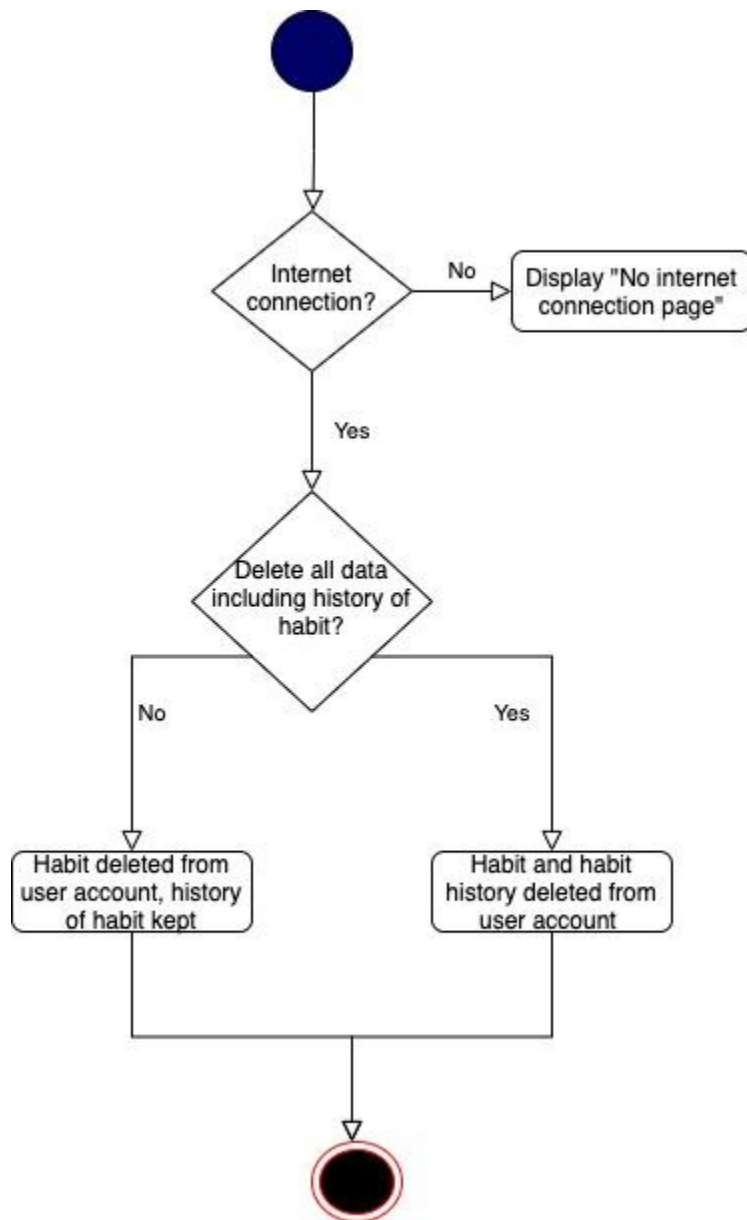 Internet
connection?
No
Display "No internet
connection page"
Yes
Delete all data
including history of
habit?
No
Yes
Habit deleted from
user account, history
of habit kept
Habit and habit
history deleted from
user account